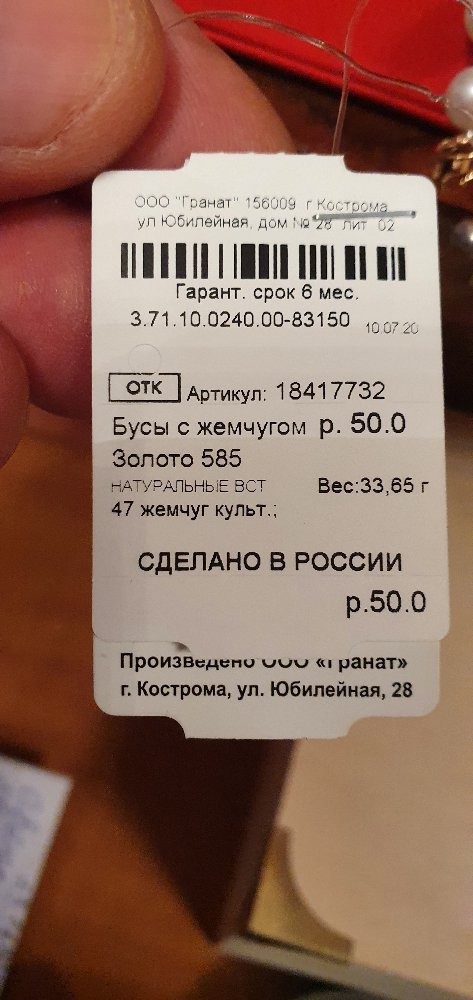 ООО "Гранат" 156009 г Кострома
ул Юбилейная, дом № 28 лит 02
Гарант. срок 6 мес.
3.71.10.0240.00-83150 10.07.20
ОТК Артикул: 18417732
Бусы с жемчугом р. 50.0
Золото 585
НАТУРАЛЬНЫЕ ВСТ Вес:33,65 г
47 жемчуг культ.;
СДЕЛАНО В РОССИИ
р.50.0
Произведено ООО «Гранат»
г. Кострома, ул. Юбилейная, 28